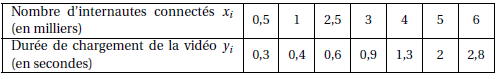 Nombre d'internautes connectés xᵢ (en milliers) 0,5 1 2,5 3 4 5 6
Durée de chargement de la vidéo yᵢ (en secondes) 0,3 0,4 0,6 0,9 1,3 2 2,8